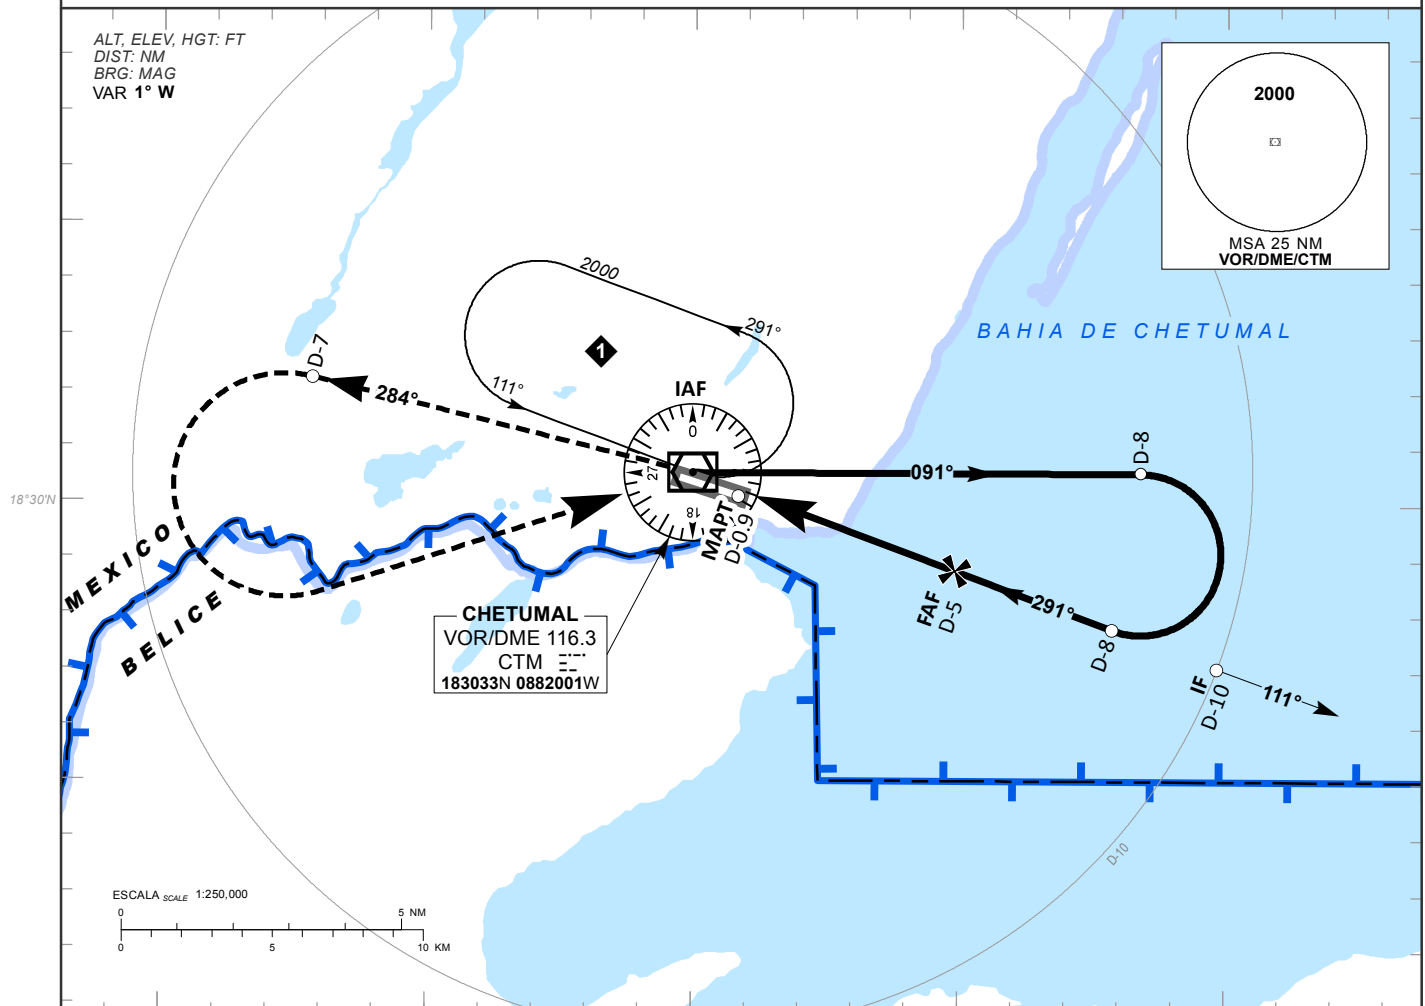 ALT, ELEV, HGT: FT
DIST: NM
BRG: MAG
VAR 1° W
2000
MSA 25 NM
VOR/DME/CTM
2000
291°
BAHIA DE CHETUMAL
1
D-7
111°
IAF
284°
0
27
18
091°
D-8
18°30'N
MAPT
D-0.9
MEXICO
BELICE
FAF
D-5
291°
D-8
CHETUMAL
VOR/DME 116.3
CTM
183033N 0882001W
IF
D-10
111°
D-10
ESCALA SCALE 1:250,000
0 5 NM
0 5 10 KM